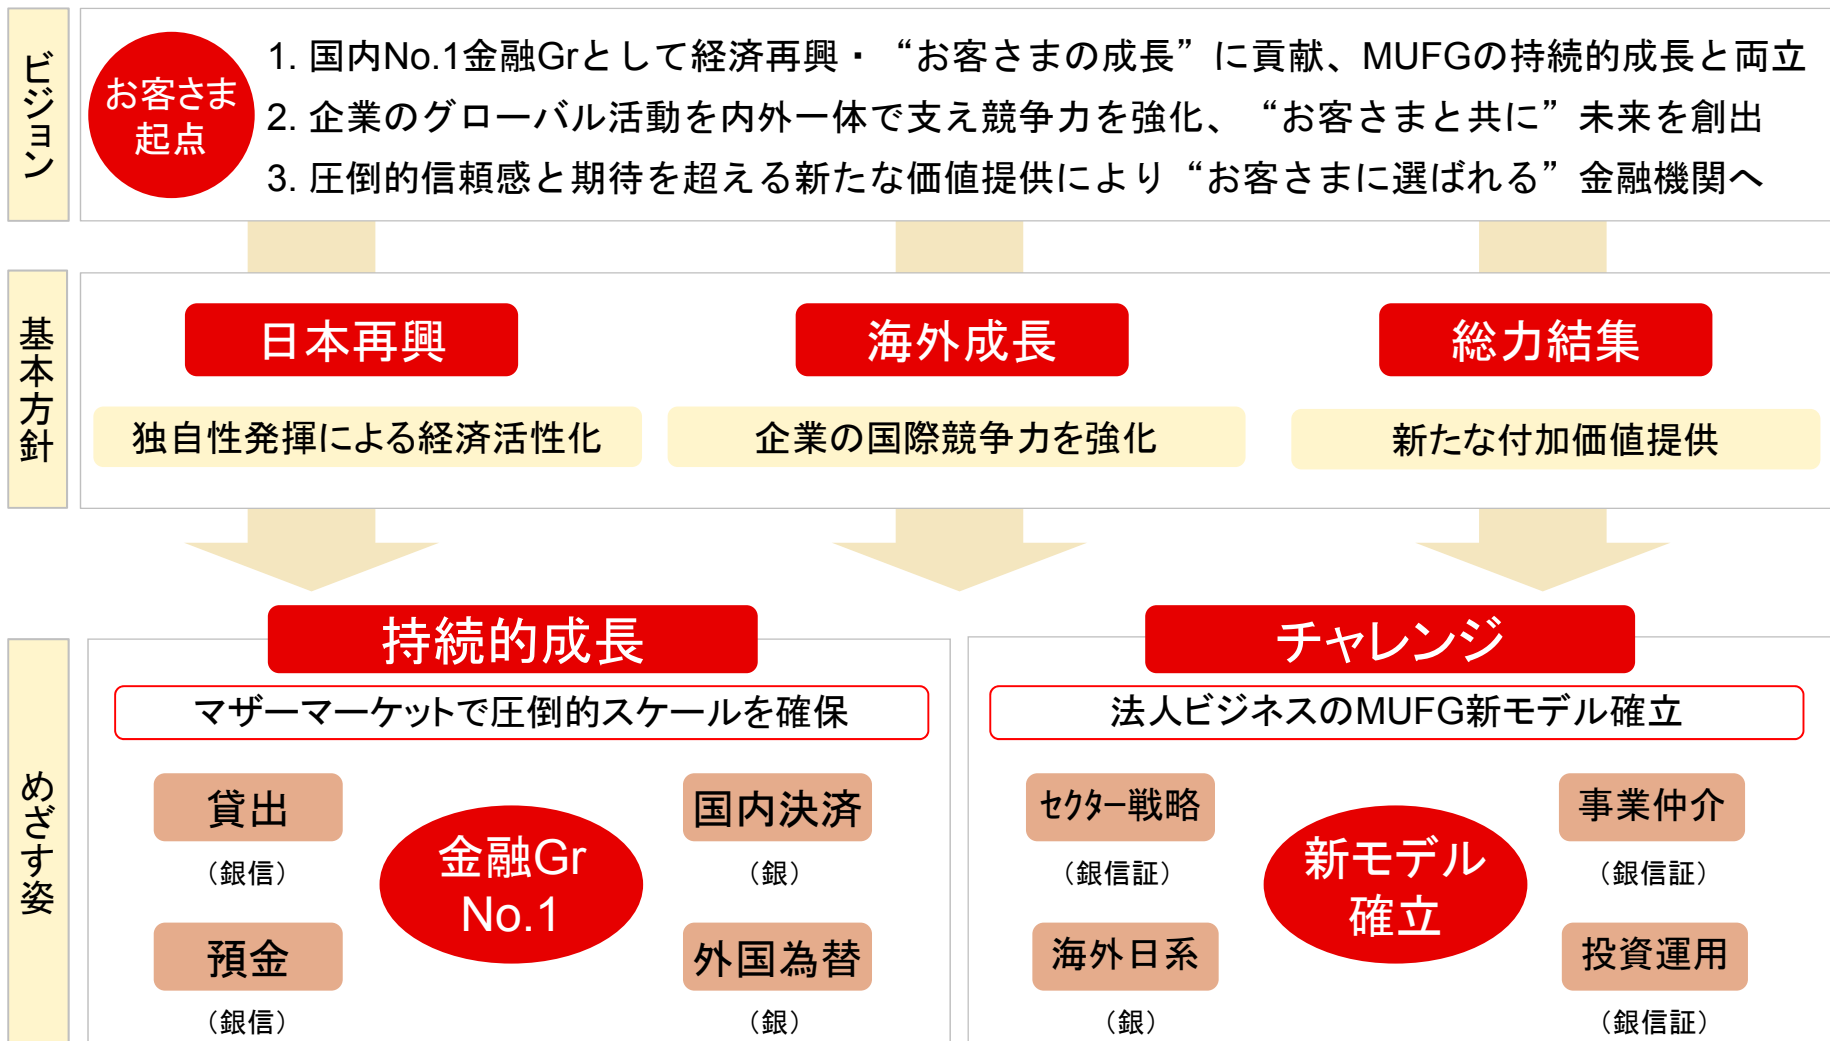 ビジョン
お客さま
起点
1. 国内No.1金融Grとして経済再興・“お客さまの成長”に貢献、MUFGの持続的成長と両立
2. 企業のグローバル活動を内外一体で支え競争力を強化、“お客さまと共に”未来を創出
3. 圧倒的信頼感と期待を超える新たな価値提供により“お客さまに選ばれる”金融機関へ
基本方針
日本再興
海外成長
総力結集
独自性発揮による経済活性化
企業の国際競争力を強化
新たな付加価値提供
めざす姿
持続的成長
マザーマーケットで圧倒的スケールを確保
貸出
（銀信）
国内決済
（銀）
金融Gr
No.1
預金
（銀信）
外国為替
（銀）
チャレンジ
法人ビジネスのMUFG新モデル確立
ｾｸﾀｰ戦略
（銀信証）
事業仲介
（銀信証）
新モデル
確立
海外日系
（銀）
投資運用
（銀信証）